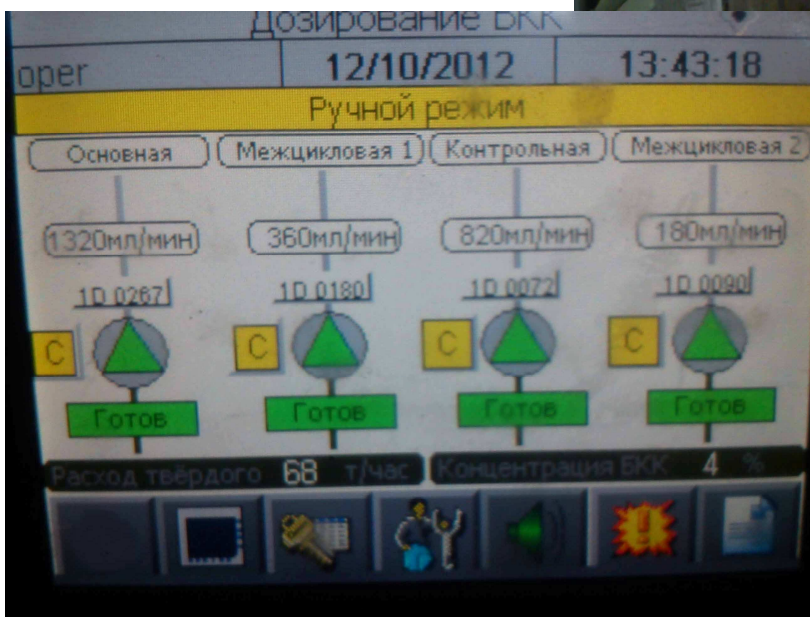 Дозирование БКК
oper 12/10/2012 13:43:18
Ручной режим
Основная Межцикловая 1 Контрольная Межцикловая 2
1320мл/мин 360мл/мин 820мл/мин 180мл/мин
1D 0267 1D 0180 1D 0072 1D 0090
С С С С
Готов Готов Готов Готов
Расход твёрдого 68 т/час Концентрация БКК 4 %